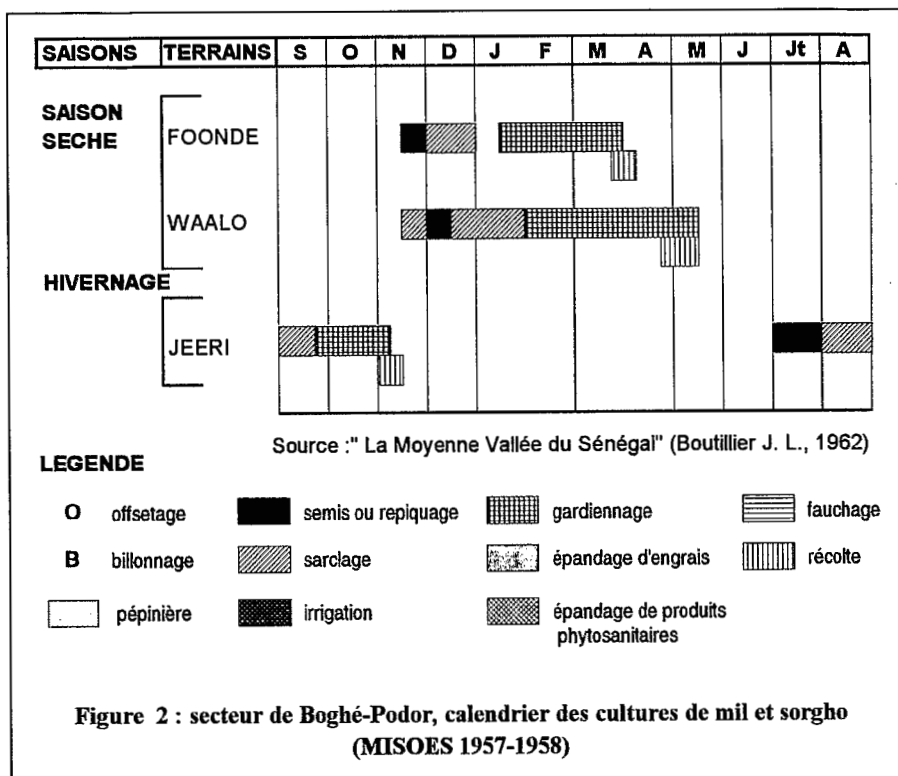 SAISONS TERRAINS S O N D J F M A M J Jt A
SAISON
SECHE
FOONDE
WAALO
HIVERNAGE
JEERI
Source :" La Moyenne Vallée du Sénégal" (Boutillier J. L., 1962)
LEGENDE
O offsetage semis ou repiquage gardiennage fauchage
B billonnage sarclage épandage d'engrais récolte
pépinière irrigation épandage de produits
phytosanitaires
Figure 2 : secteur de Boghé-Podor, calendrier des cultures de mil et sorgho
(MISOES 1957-1958)